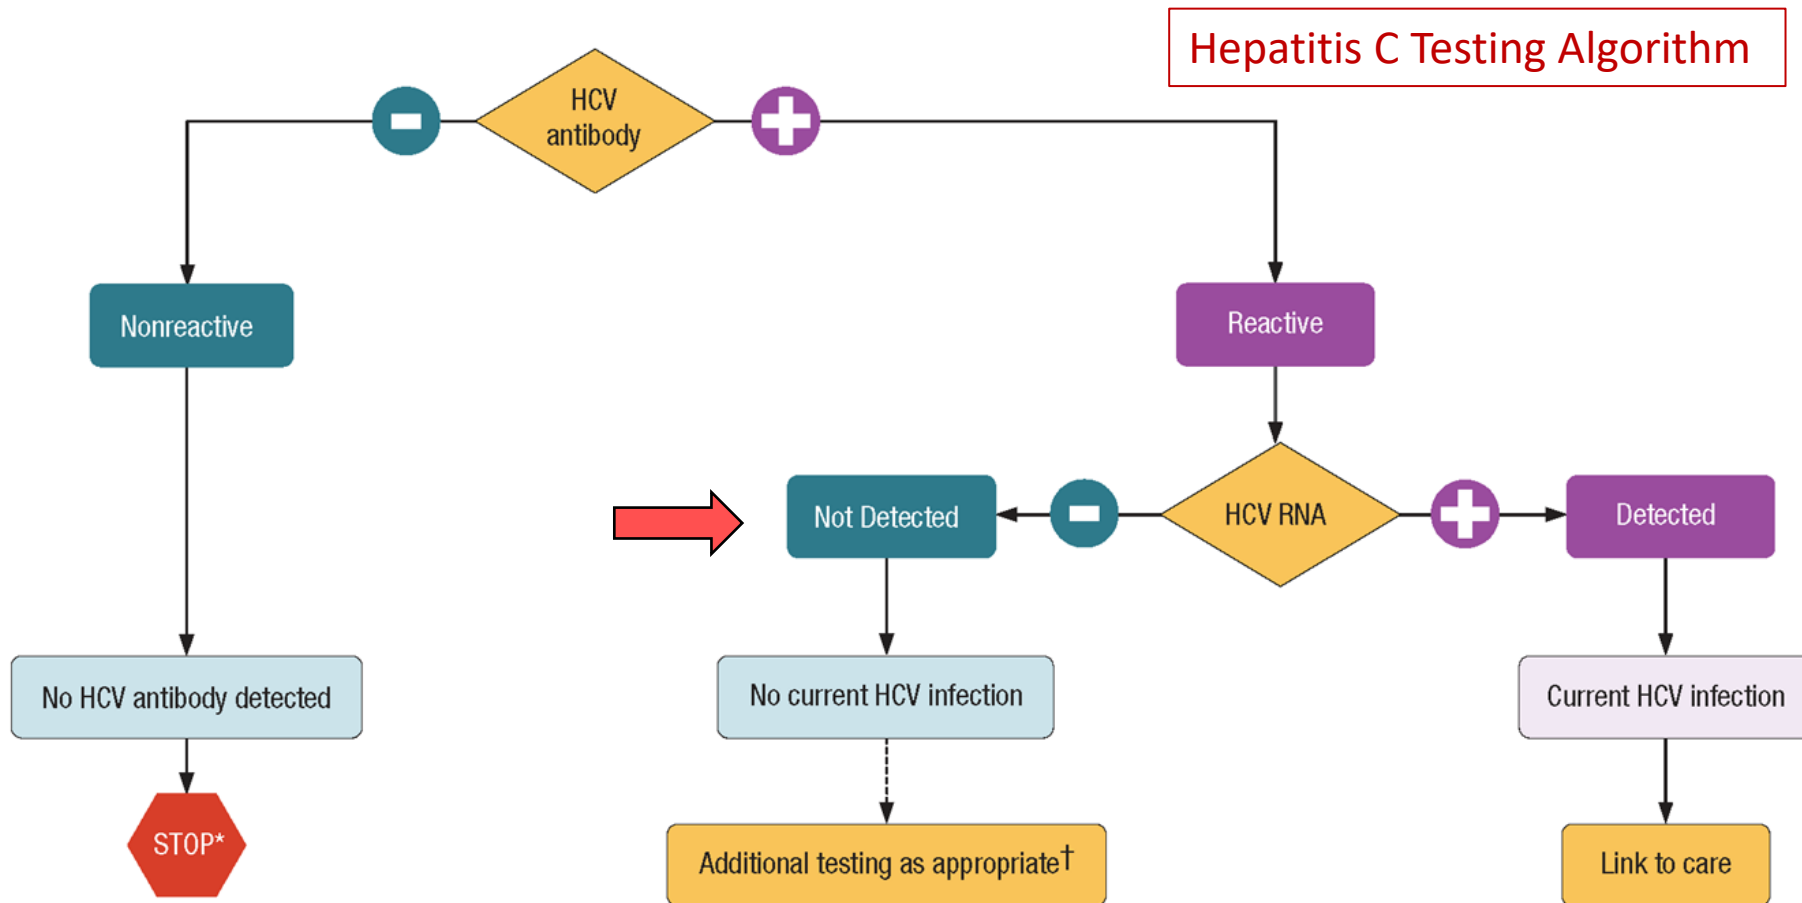 Hepatitis C Testing Algorithm
HCV
antibody
Nonreactive
Reactive
Not Detected
HCV RNA
Detected
No HCV antibody detected
No current HCV infection
Current HCV infection
STOP*
Additional testing as appropriate†
Link to care